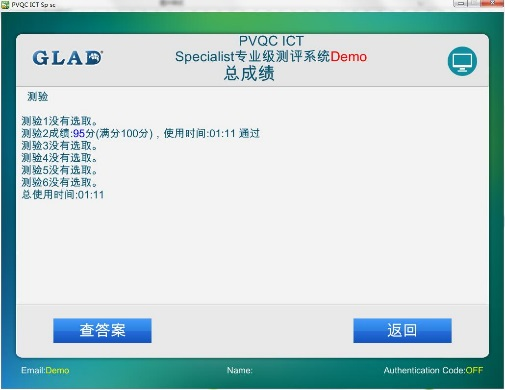 PVQC ICT Spisc
GLAD
PVQC ICT
Specialist专业级测评系统Demo
总成绩
测验
测验1没有选取。
测验2成绩:95分(满分100分)，使用时间:01:11 通过
测验3没有选取。
测验4没有选取。
测验5没有选取。
测验6没有选取。
总使用时间:01:11
查答案
返回
Email:Demo
Name:
Authentication Code:OFF